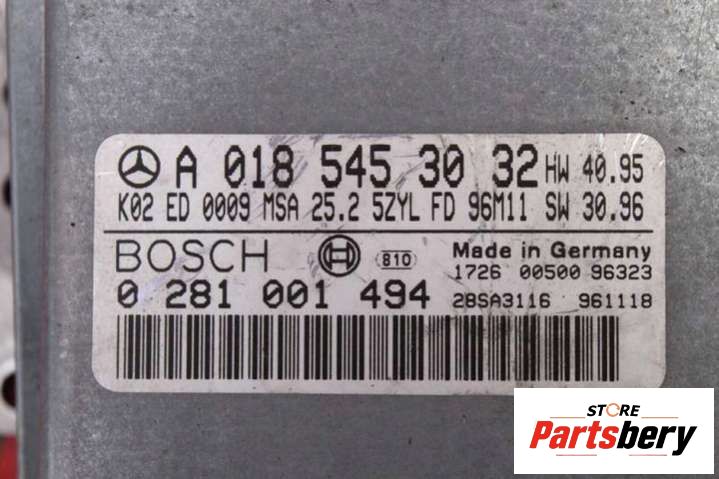 A 018 545 30 32 HW 40.95
K02 ED 0009 MSA 25.2 5ZYL FD 96M11 SW 30.96
BOSCH 810 Made in Germany
1726 00500 96323
0 281 001 494 28SA3116 961118
STORE
Partsbery